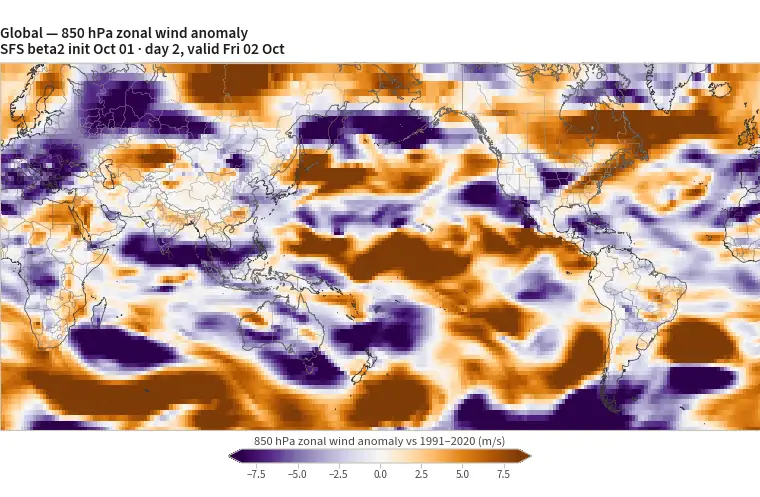 Global — 850 hPa zonal wind anomaly
SFS beta2 init Oct 01 · day 2, valid Fri 02 Oct
850 hPa zonal wind anomaly vs 1991–2020 (m/s)
−7.5 −5.0 −2.5 0.0 2.5 5.0 7.5